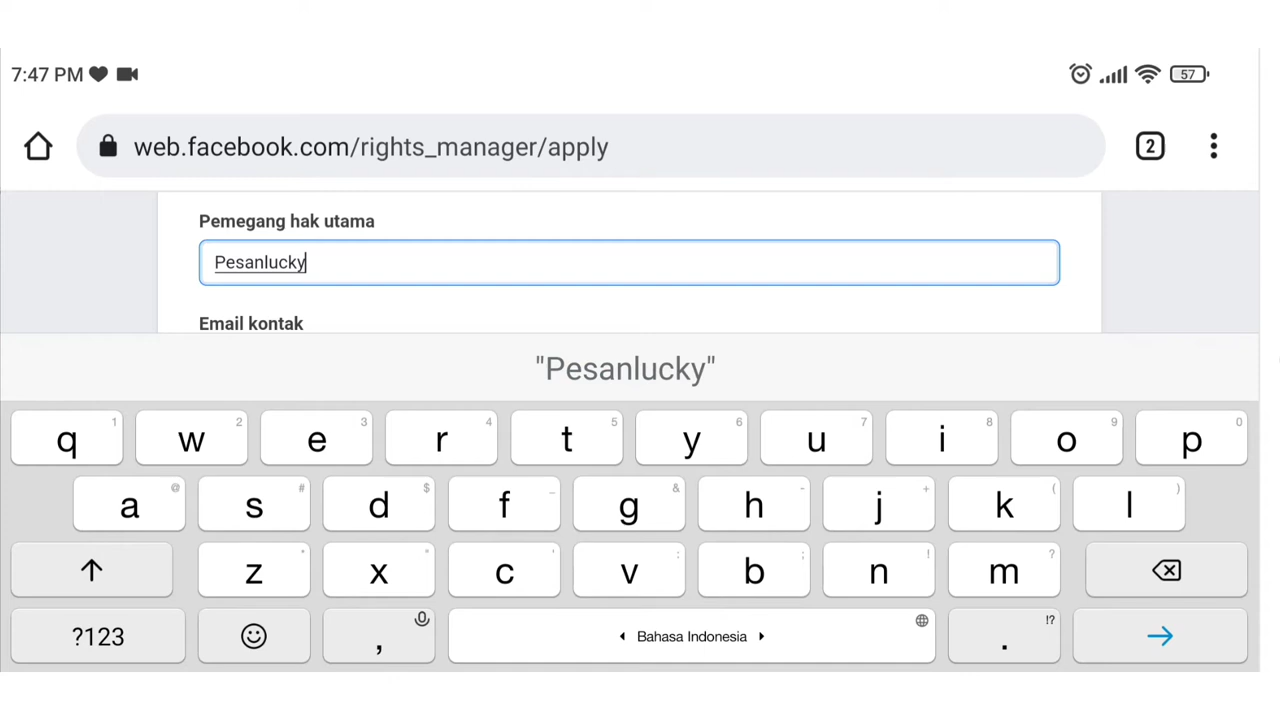 7:47 PM 57
web.facebook.com/rights_manager/apply 2
Pemegang hak utama
Pesanlucky
Email kontak
"Pesanlucky"
q 1 w 2 e 3 r 4 t 5 y 6 u 7 i 8 o 9 p 0
a @ s # d $ f _ g & h - j + k ( l )
z * x " c ' v : b ; n ! m ?
?123 , Bahasa Indonesia . !?